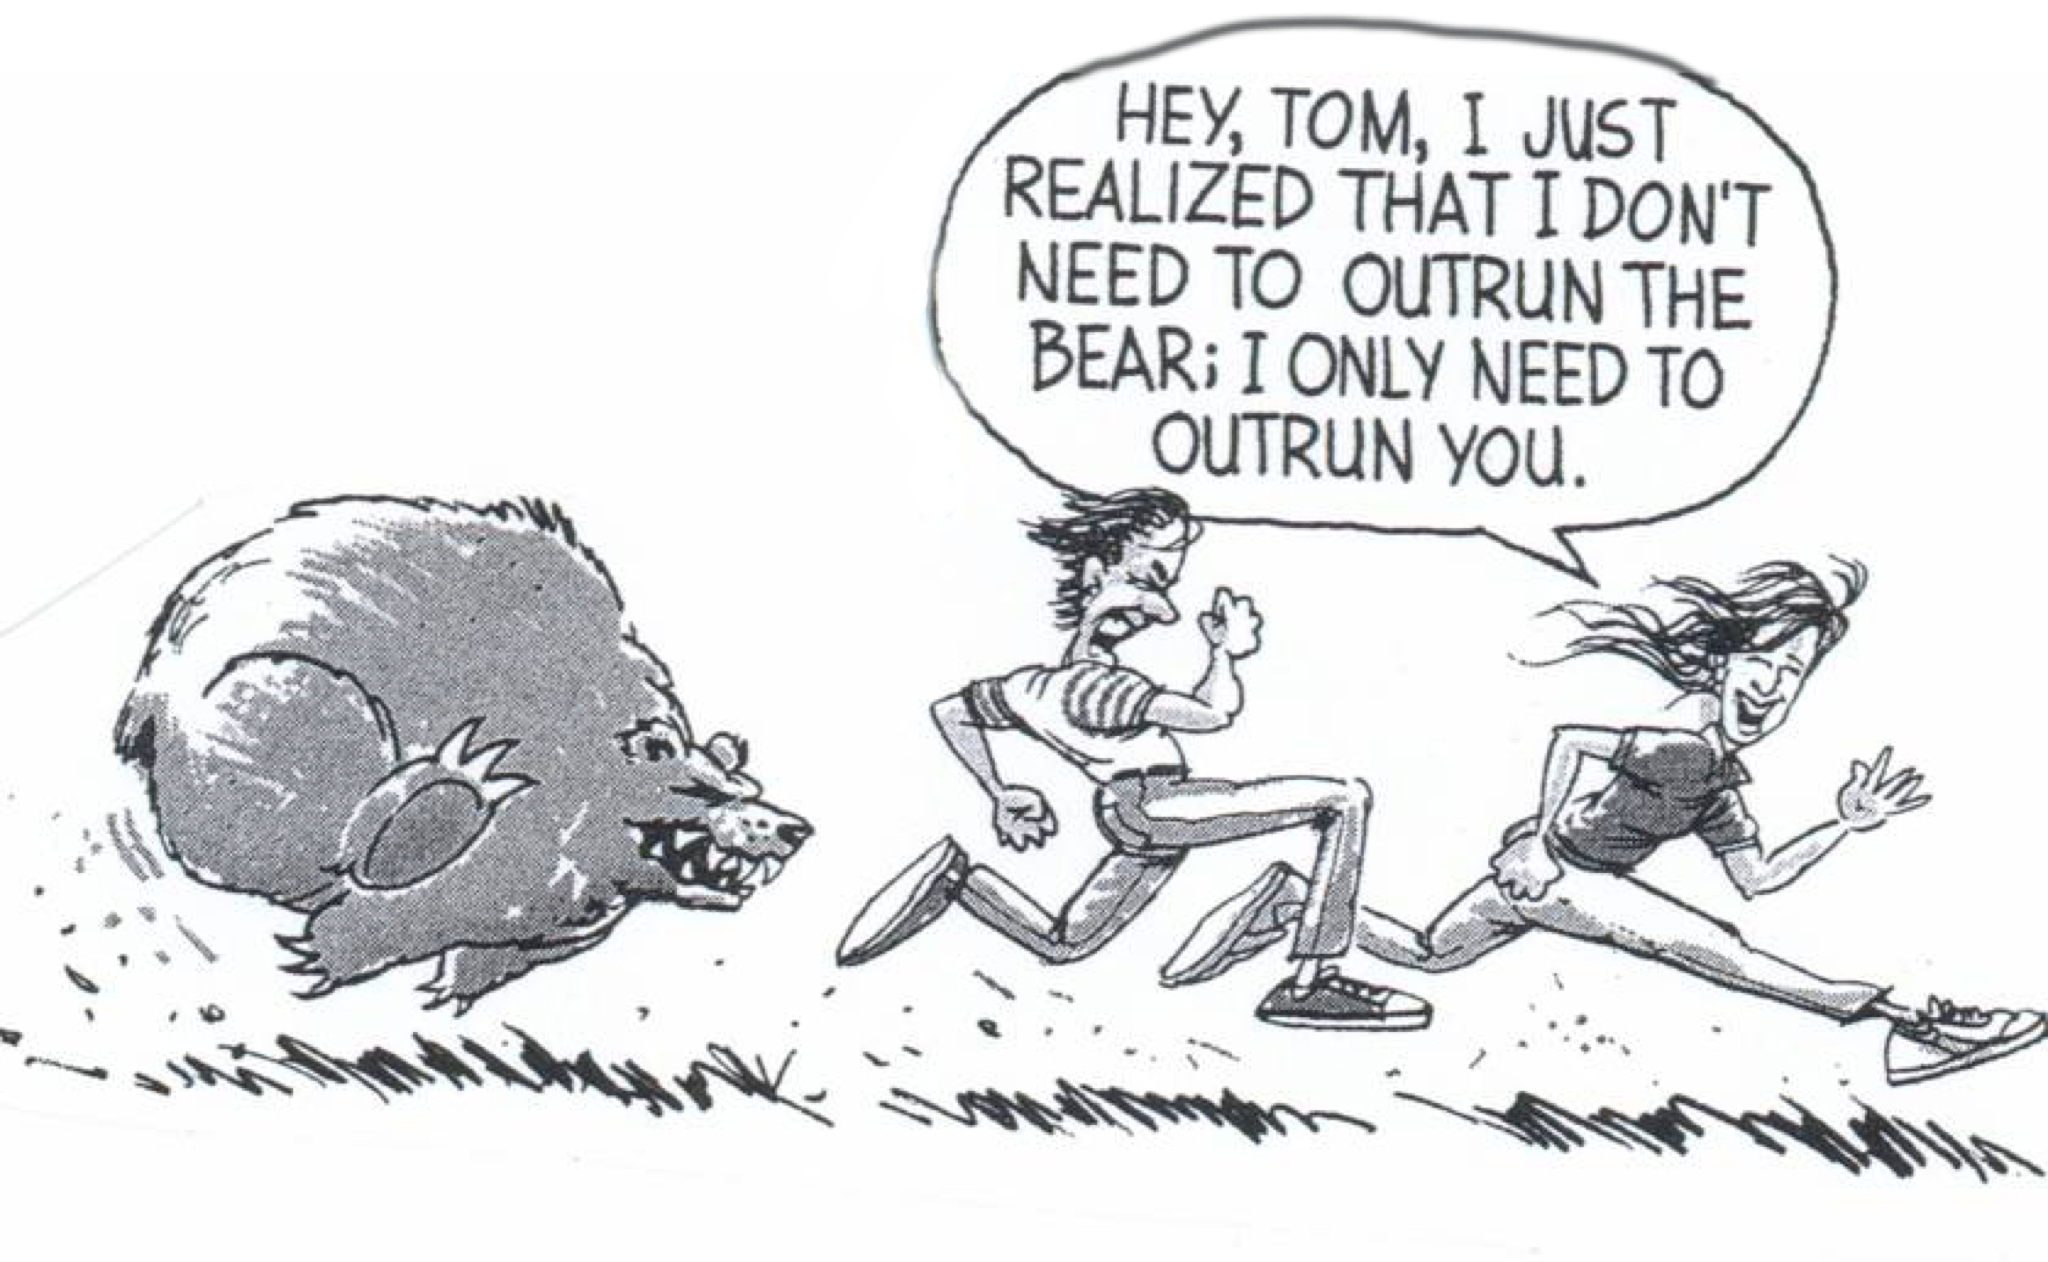 HEY, TOM, I JUST
REALIZED THAT I DON'T
NEED TO OUTRUN THE
BEAR; I ONLY NEED TO
OUTRUN YOU.